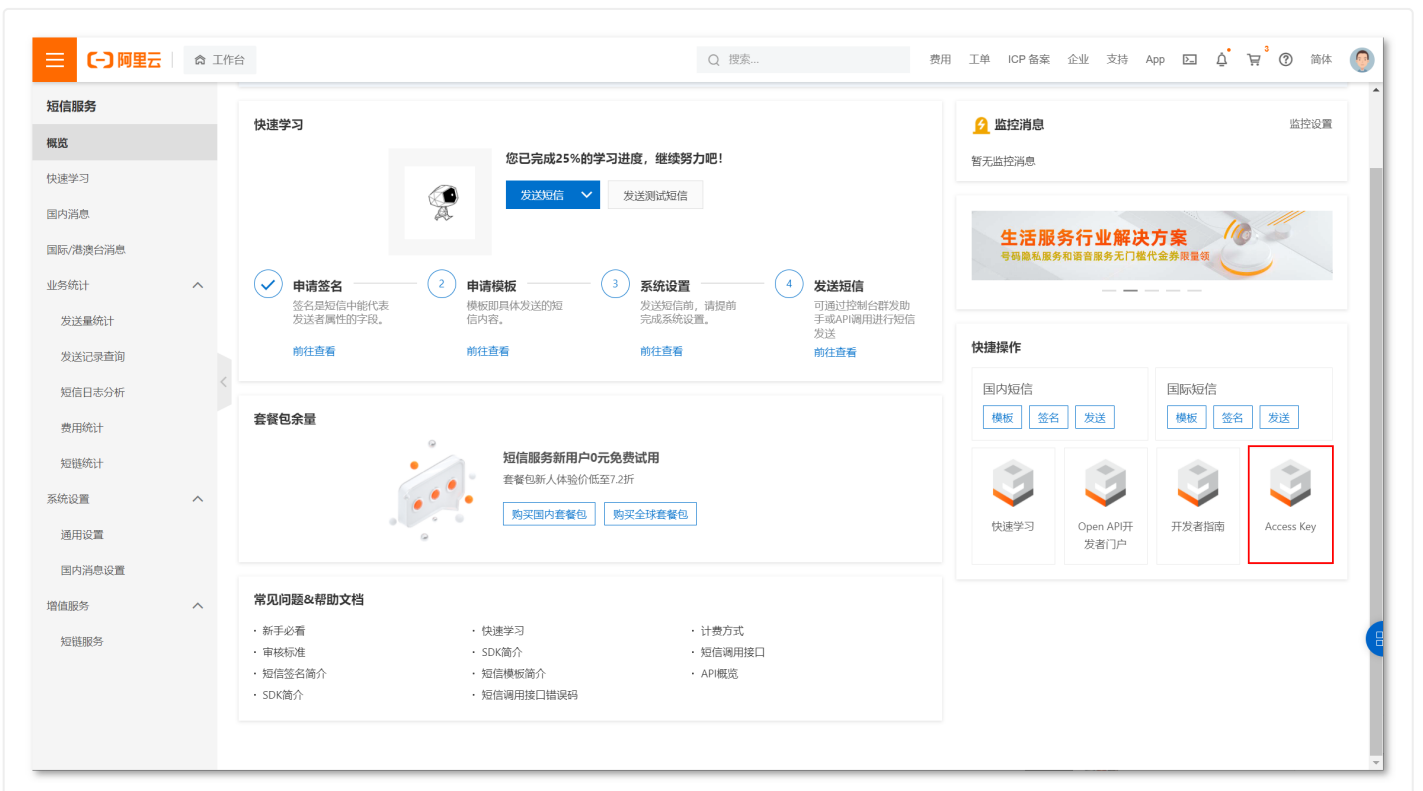 阿里云
工作台
搜索...
费用
工单
ICP 备案
企业
支持
App
3
简体
短信服务
概览
快速学习
国内消息
国际/港澳台消息
业务统计
发送量统计
发送记录查询
短信日志分析
费用统计
短链统计
系统设置
通用设置
国内消息设置
增值服务
短链服务
快速学习
您已完成25%的学习进度，继续努力吧！
发送短信
发送测试短信
申请签名
签名是短信中能代表
发送者属性的字段。
前往查看
2
申请模板
模板即具体发送的短
信内容。
前往查看
3
系统设置
发送短信前，请提前
完成系统设置。
前往查看
4
发送短信
可通过控制台群发助
手或API调用进行短信
发送
前往查看
套餐包余量
短信服务新用户0元免费试用
套餐包新人体验价低至7.2折
购买国内套餐包
购买全球套餐包
常见问题&帮助文档
· 新手必看
· 快速学习
· 计费方式
· 审核标准
· SDK简介
· 短信调用接口
· 短信签名简介
· 短信模板简介
· API概览
· SDK简介
· 短信调用接口错误码
监控消息
监控设置
暂无监控消息
生活服务行业解决方案
号码隐私服务和语音服务无门槛代金券限量领
快捷操作
国内短信
模板
签名
发送
国际短信
模板
签名
发送
快速学习
Open API开
发者门户
开发者指南
Access Key